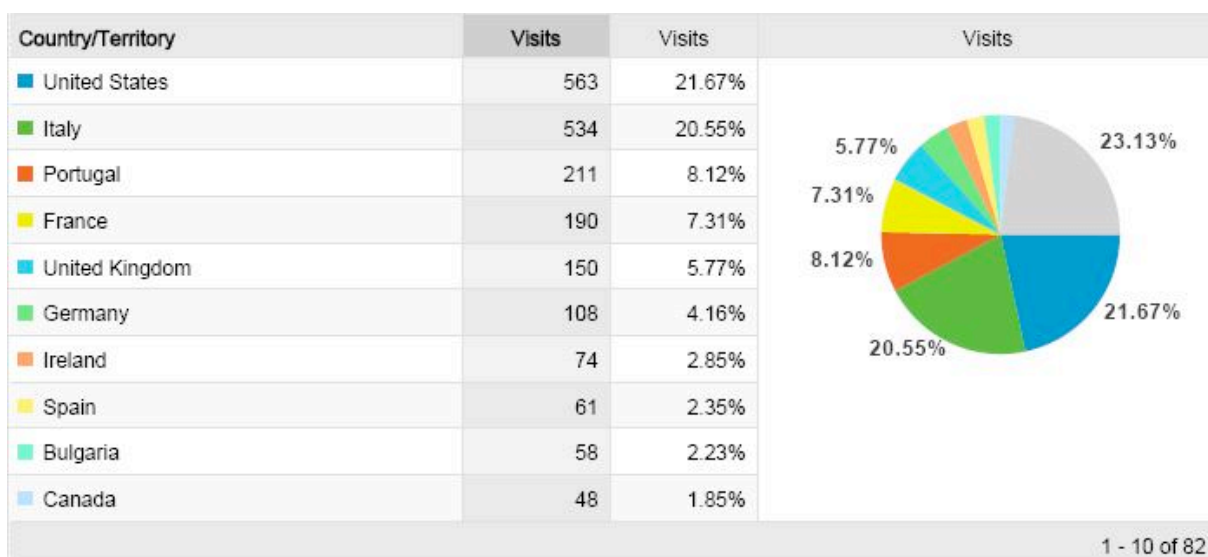 Country/Territory Visits Visits Visits
United States 563 21.67%
Italy 534 20.55%
Portugal 211 8.12%
France 190 7.31%
United Kingdom 150 5.77%
Germany 108 4.16%
Ireland 74 2.85%
Spain 61 2.35%
Bulgaria 58 2.23%
Canada 48 1.85%
23.13%
5.77%
7.31%
8.12%
21.67%
20.55%
1 - 10 of 82